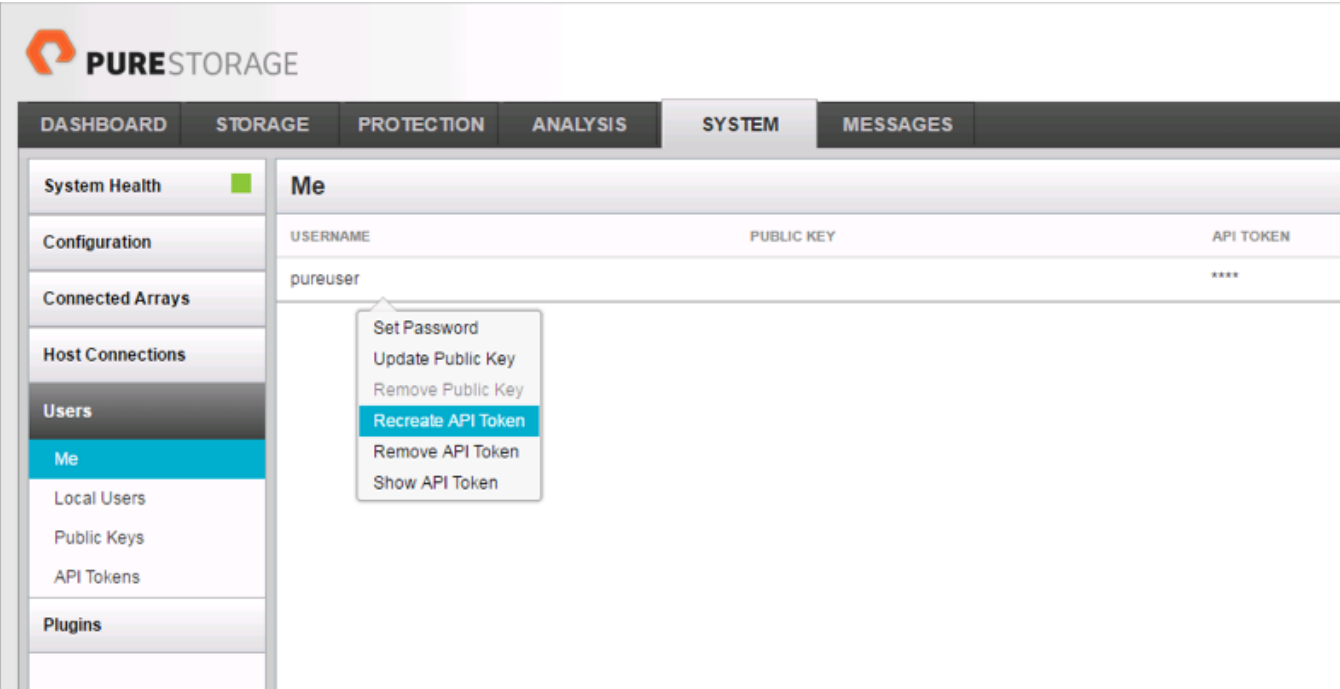 PURESTORAGE
DASHBOARD STORAGE PROTECTION ANALYSIS SYSTEM MESSAGES
System Health
Configuration
Connected Arrays
Host Connections
Users
Me
Local Users
Public Keys
API Tokens
Plugins
Me
USERNAME PUBLIC KEY API TOKEN
pureuser ****
Set Password
Update Public Key
Remove Public Key
Recreate API Token
Remove API Token
Show API Token